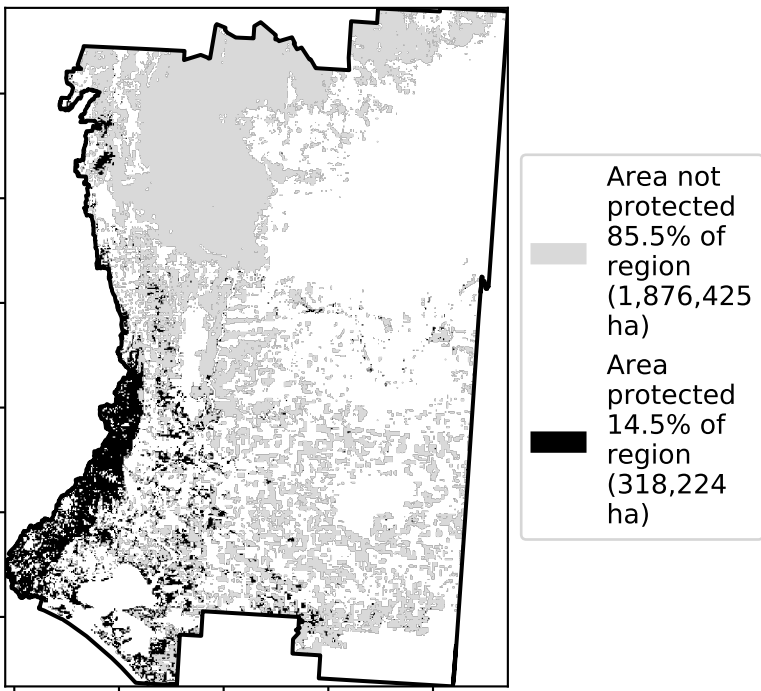 Area not
protected
85.5% of
region
(1,876,425
ha)
Area
protected
14.5% of
region
(318,224
ha)